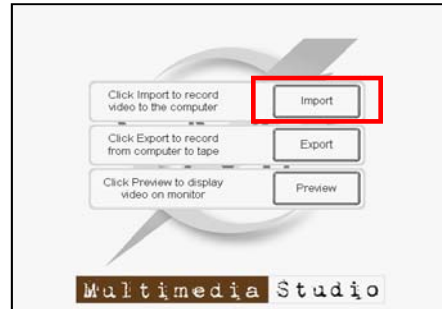 Click Import to record
video to the computer
Import
Click Export to record
from computer to tape
Export
Click Preview to display
video on monitor
Preview
Multimedia Studio